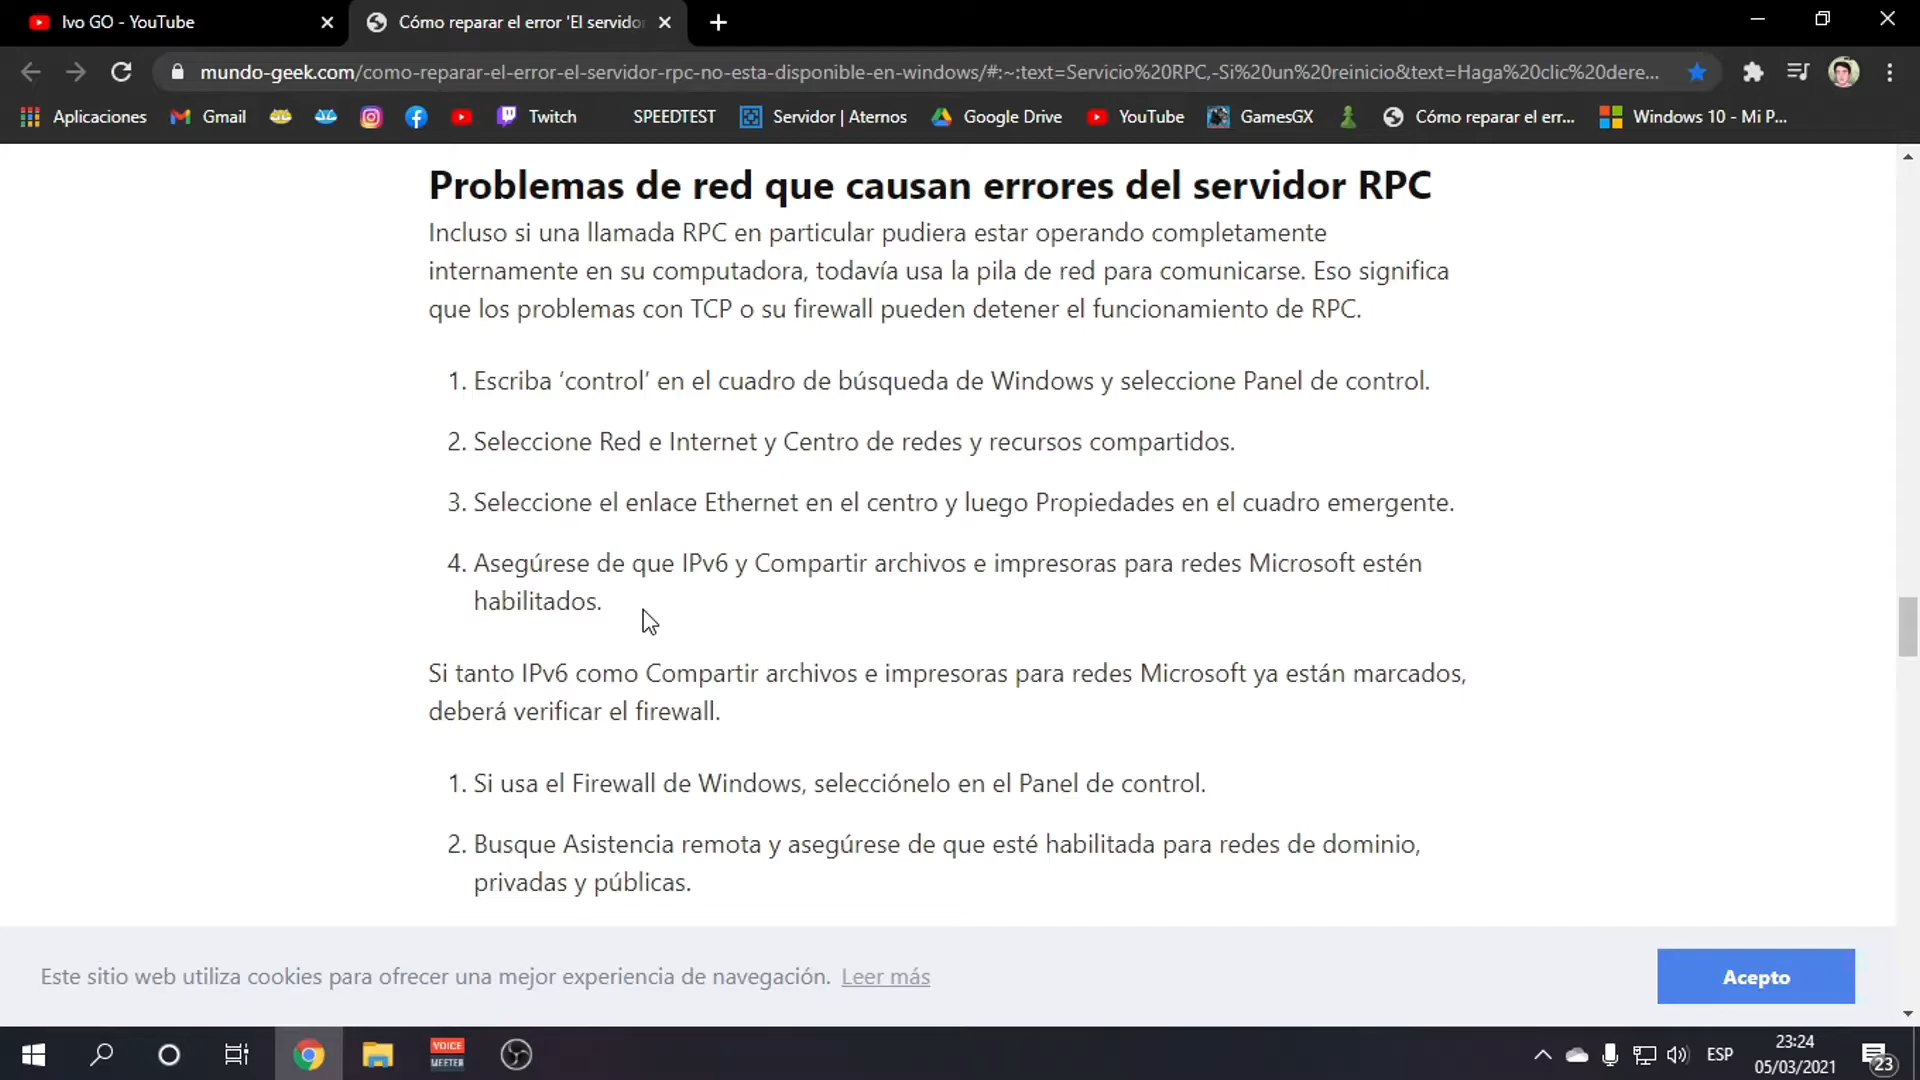 Ivo GO - YouTube
Cómo reparar el error 'El servidor
mundo-geek.com/como-reparar-el-error-el-servidor-rpc-no-esta-disponible-en-windows/#:~:text=Servicio%20RPC,-Si%20un%20reinicio&text=Haga%20clic%20dere...
Aplicaciones Gmail Twitch SPEEDTEST Servidor | Aternos Google Drive YouTube GamesGX Cómo reparar el err... Windows 10 - Mi P...
Problemas de red que causan errores del servidor RPC
Incluso si una llamada RPC en particular pudiera estar operando completamente
internamente en su computadora, todavía usa la pila de red para comunicarse. Eso significa
que los problemas con TCP o su firewall pueden detener el funcionamiento de RPC.
1. Escriba ‘control’ en el cuadro de búsqueda de Windows y seleccione Panel de control.
2. Seleccione Red e Internet y Centro de redes y recursos compartidos.
3. Seleccione el enlace Ethernet en el centro y luego Propiedades en el cuadro emergente.
4. Asegúrese de que IPv6 y Compartir archivos e impresoras para redes Microsoft estén
habilitados.
Si tanto IPv6 como Compartir archivos e impresoras para redes Microsoft ya están marcados,
deberá verificar el firewall.
1. Si usa el Firewall de Windows, selecciónelo en el Panel de control.
2. Busque Asistencia remota y asegúrese de que esté habilitada para redes de dominio,
privadas y públicas.
Este sitio web utiliza cookies para ofrecer una mejor experiencia de navegación. Leer más
Acepto
VOICE
MEETER
ESP
23:24
05/03/2021
23